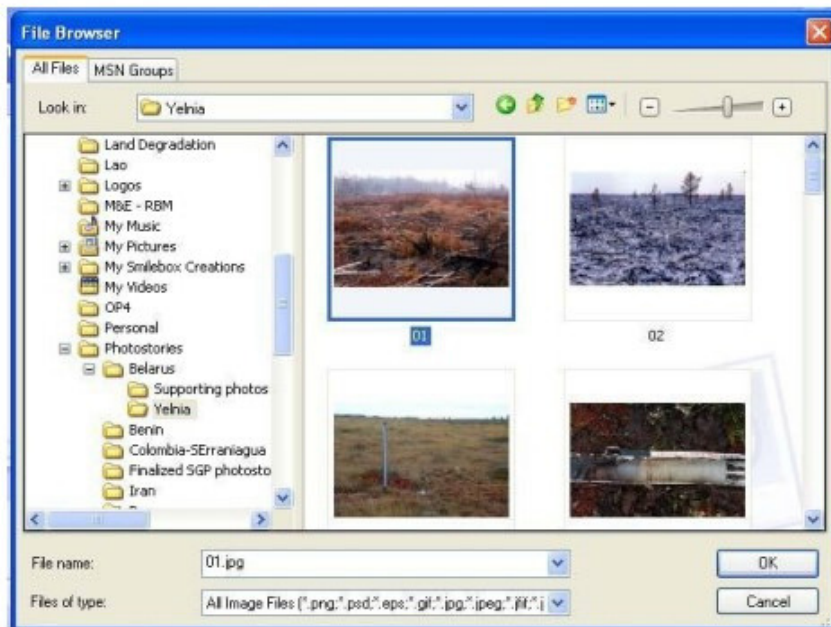 File Browser
All Files
MSN Groups
Look in:
Yelnia
Land Degradation
Lao
Logos
M&E - RBM
My Music
My Pictures
My Smilebox Creations
My Videos
OP4
Personal
Photostories
Belarus
Supporting photos
Yelnia
Benin
Colombia-SErraniagua
Finalized SGP photosto
Iran
01
02
File name:
01.jpg
OK
Files of type:
All Image Files (*.png;*.psd;*.eps;*.gif;*.jpg;*.jpeg;*.jfif;*.j
Cancel